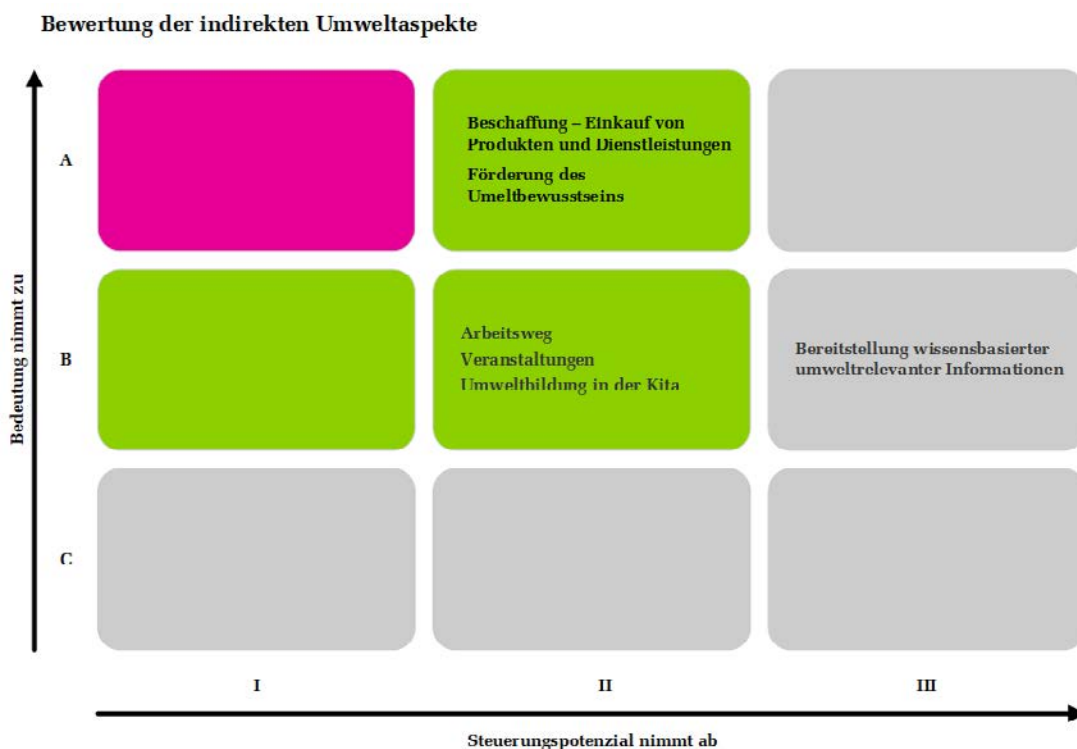 Bewertung der indirekten Umweltaspekte
Bedeutung nimmt zu
A
Beschaffung – Einkauf von
Produkten und Dienstleistungen
Förderung des
Umeltbewusstseins
B
Arbeitsweg
Veranstaltungen
Umweltbildung in der Kita
Bereitstellung wissensbasierter
umweltrelevanter Informationen
C
I
II
III
Steuerungspotenzial nimmt ab